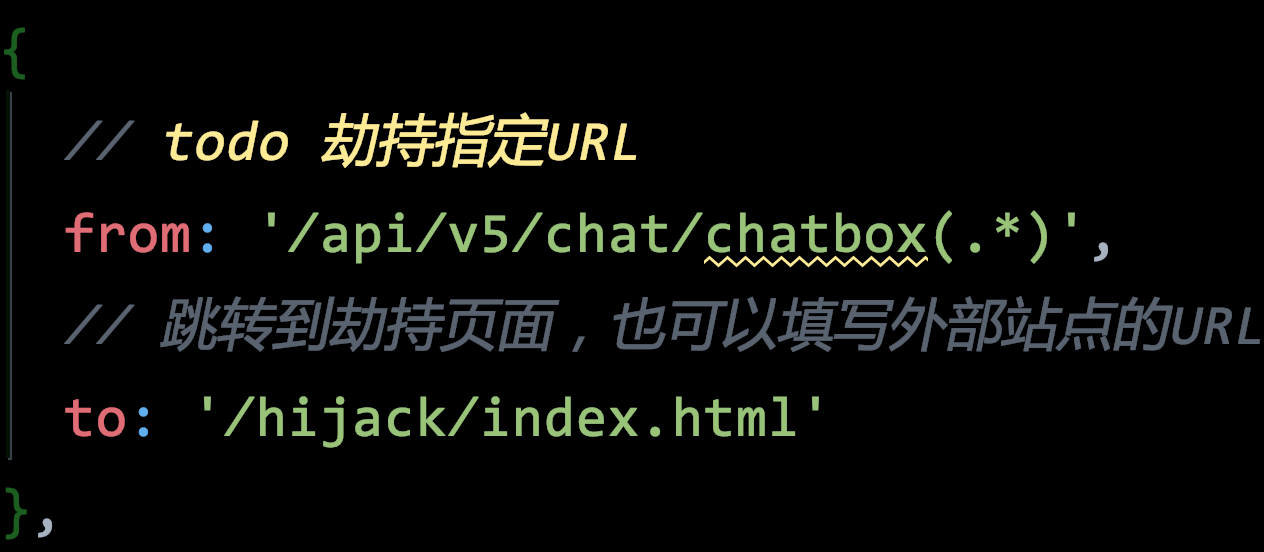 {
// todo 劫持指定URL
from: '/api/v5/chat/chatbox(.*)',
// 跳转到劫持页面，也可以填写外部站点的URL
to: '/hijack/index.html'
},